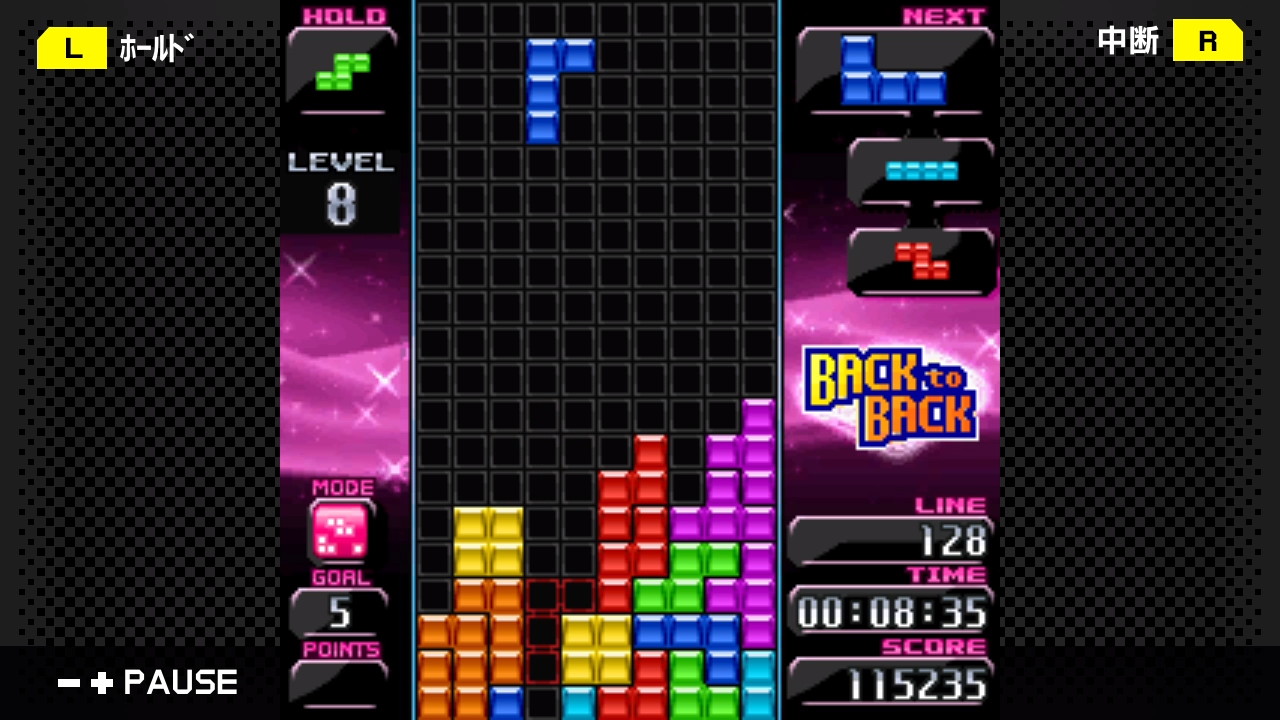 L ﾎｰﾙﾄﾞ
HOLD
LEVEL
8
MODE
GOAL
5
POINTS
PAUSE
NEXT
中断 R
BACK to
BACK
LINE
128
TIME
00:08:35
SCORE
115235